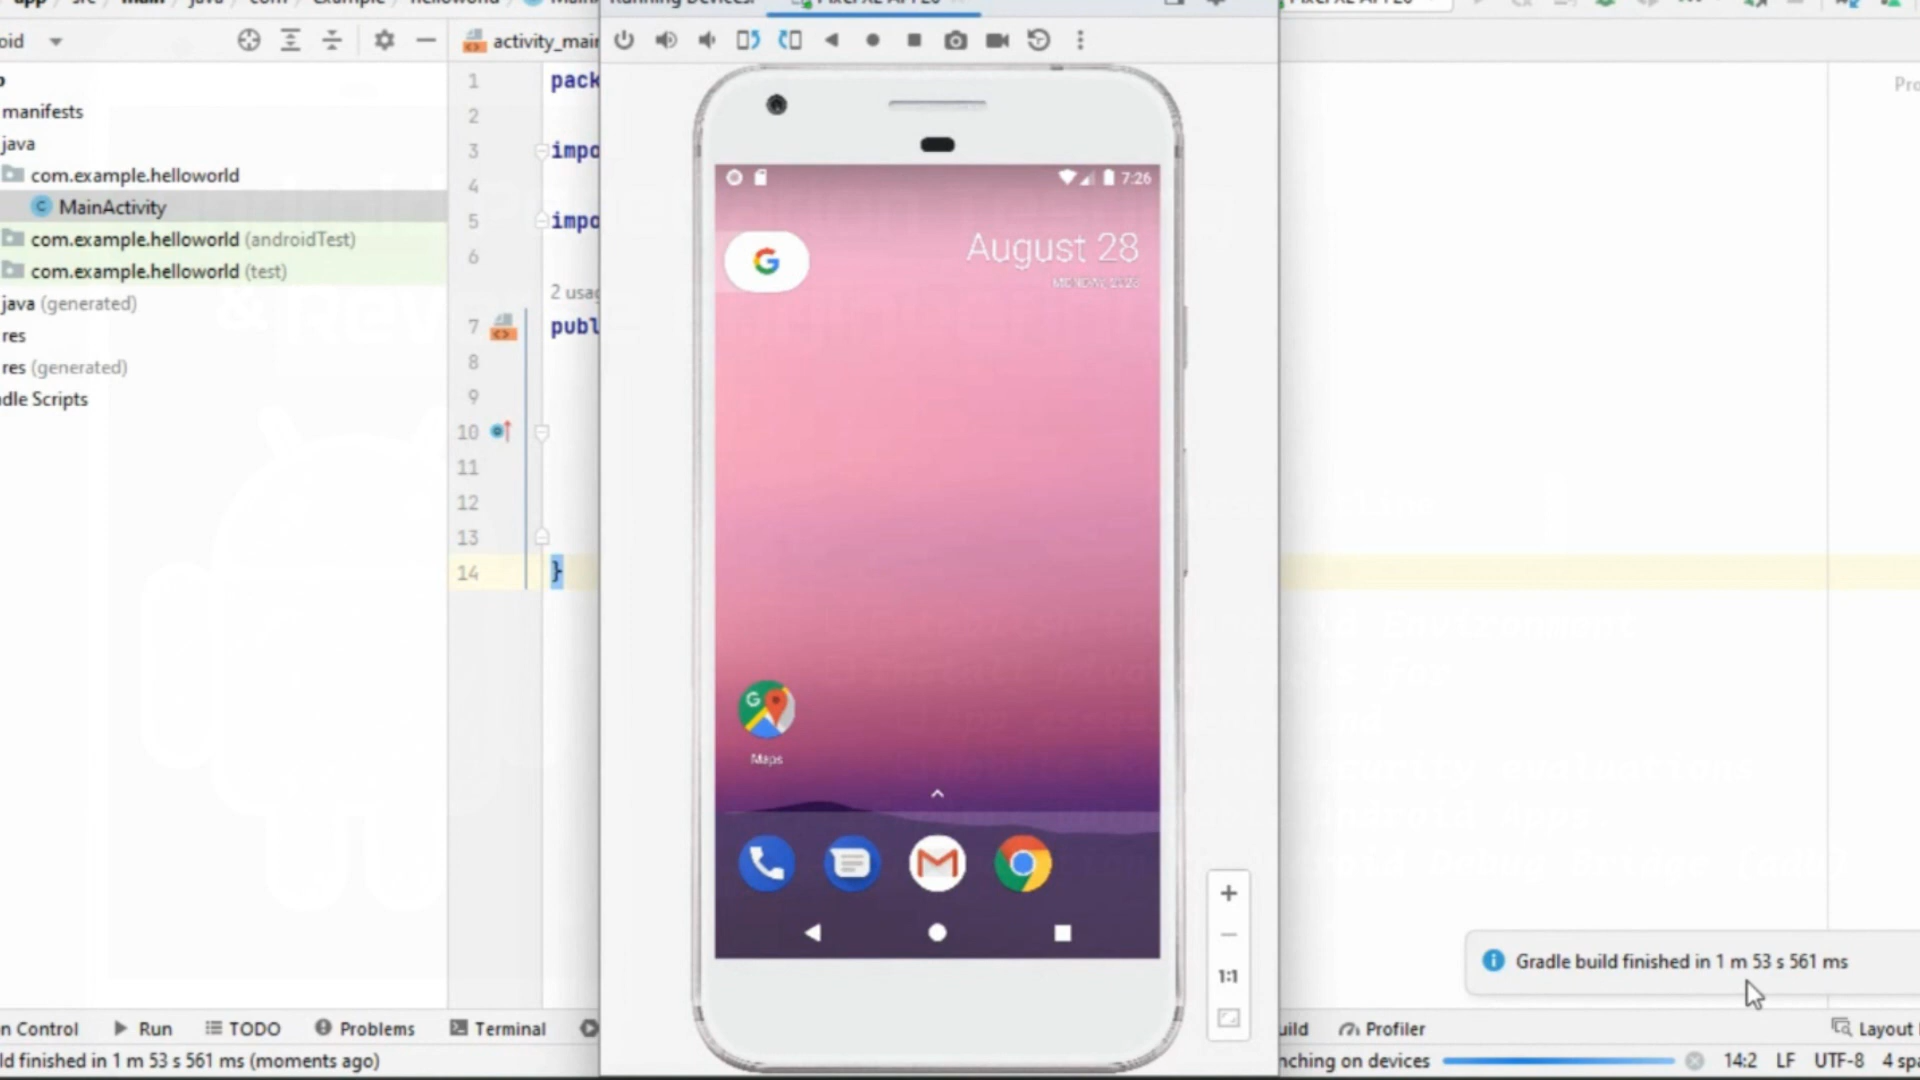 activity_mai
manifests
java
com.example.helloworld
MainActivity
com.example.helloworld (androidTest)
com.example.helloworld (test)
java (generated)
res
res (generated)
dle Scripts
1
pack
2
3
impo
4
5
impo
6
2 usag
7
publ
8
9
10
11
12
13
14
}
7:26
August 28
Maps
1:1
Gradle build finished in 1 m 53 s 561 ms
n Control
Run
TODO
Problems
Terminal
uild
Profiler
Layout
ld finished in 1 m 53 s 561 ms (moments ago)
nching on devices
14:2
LF
UTF-8
4 spa